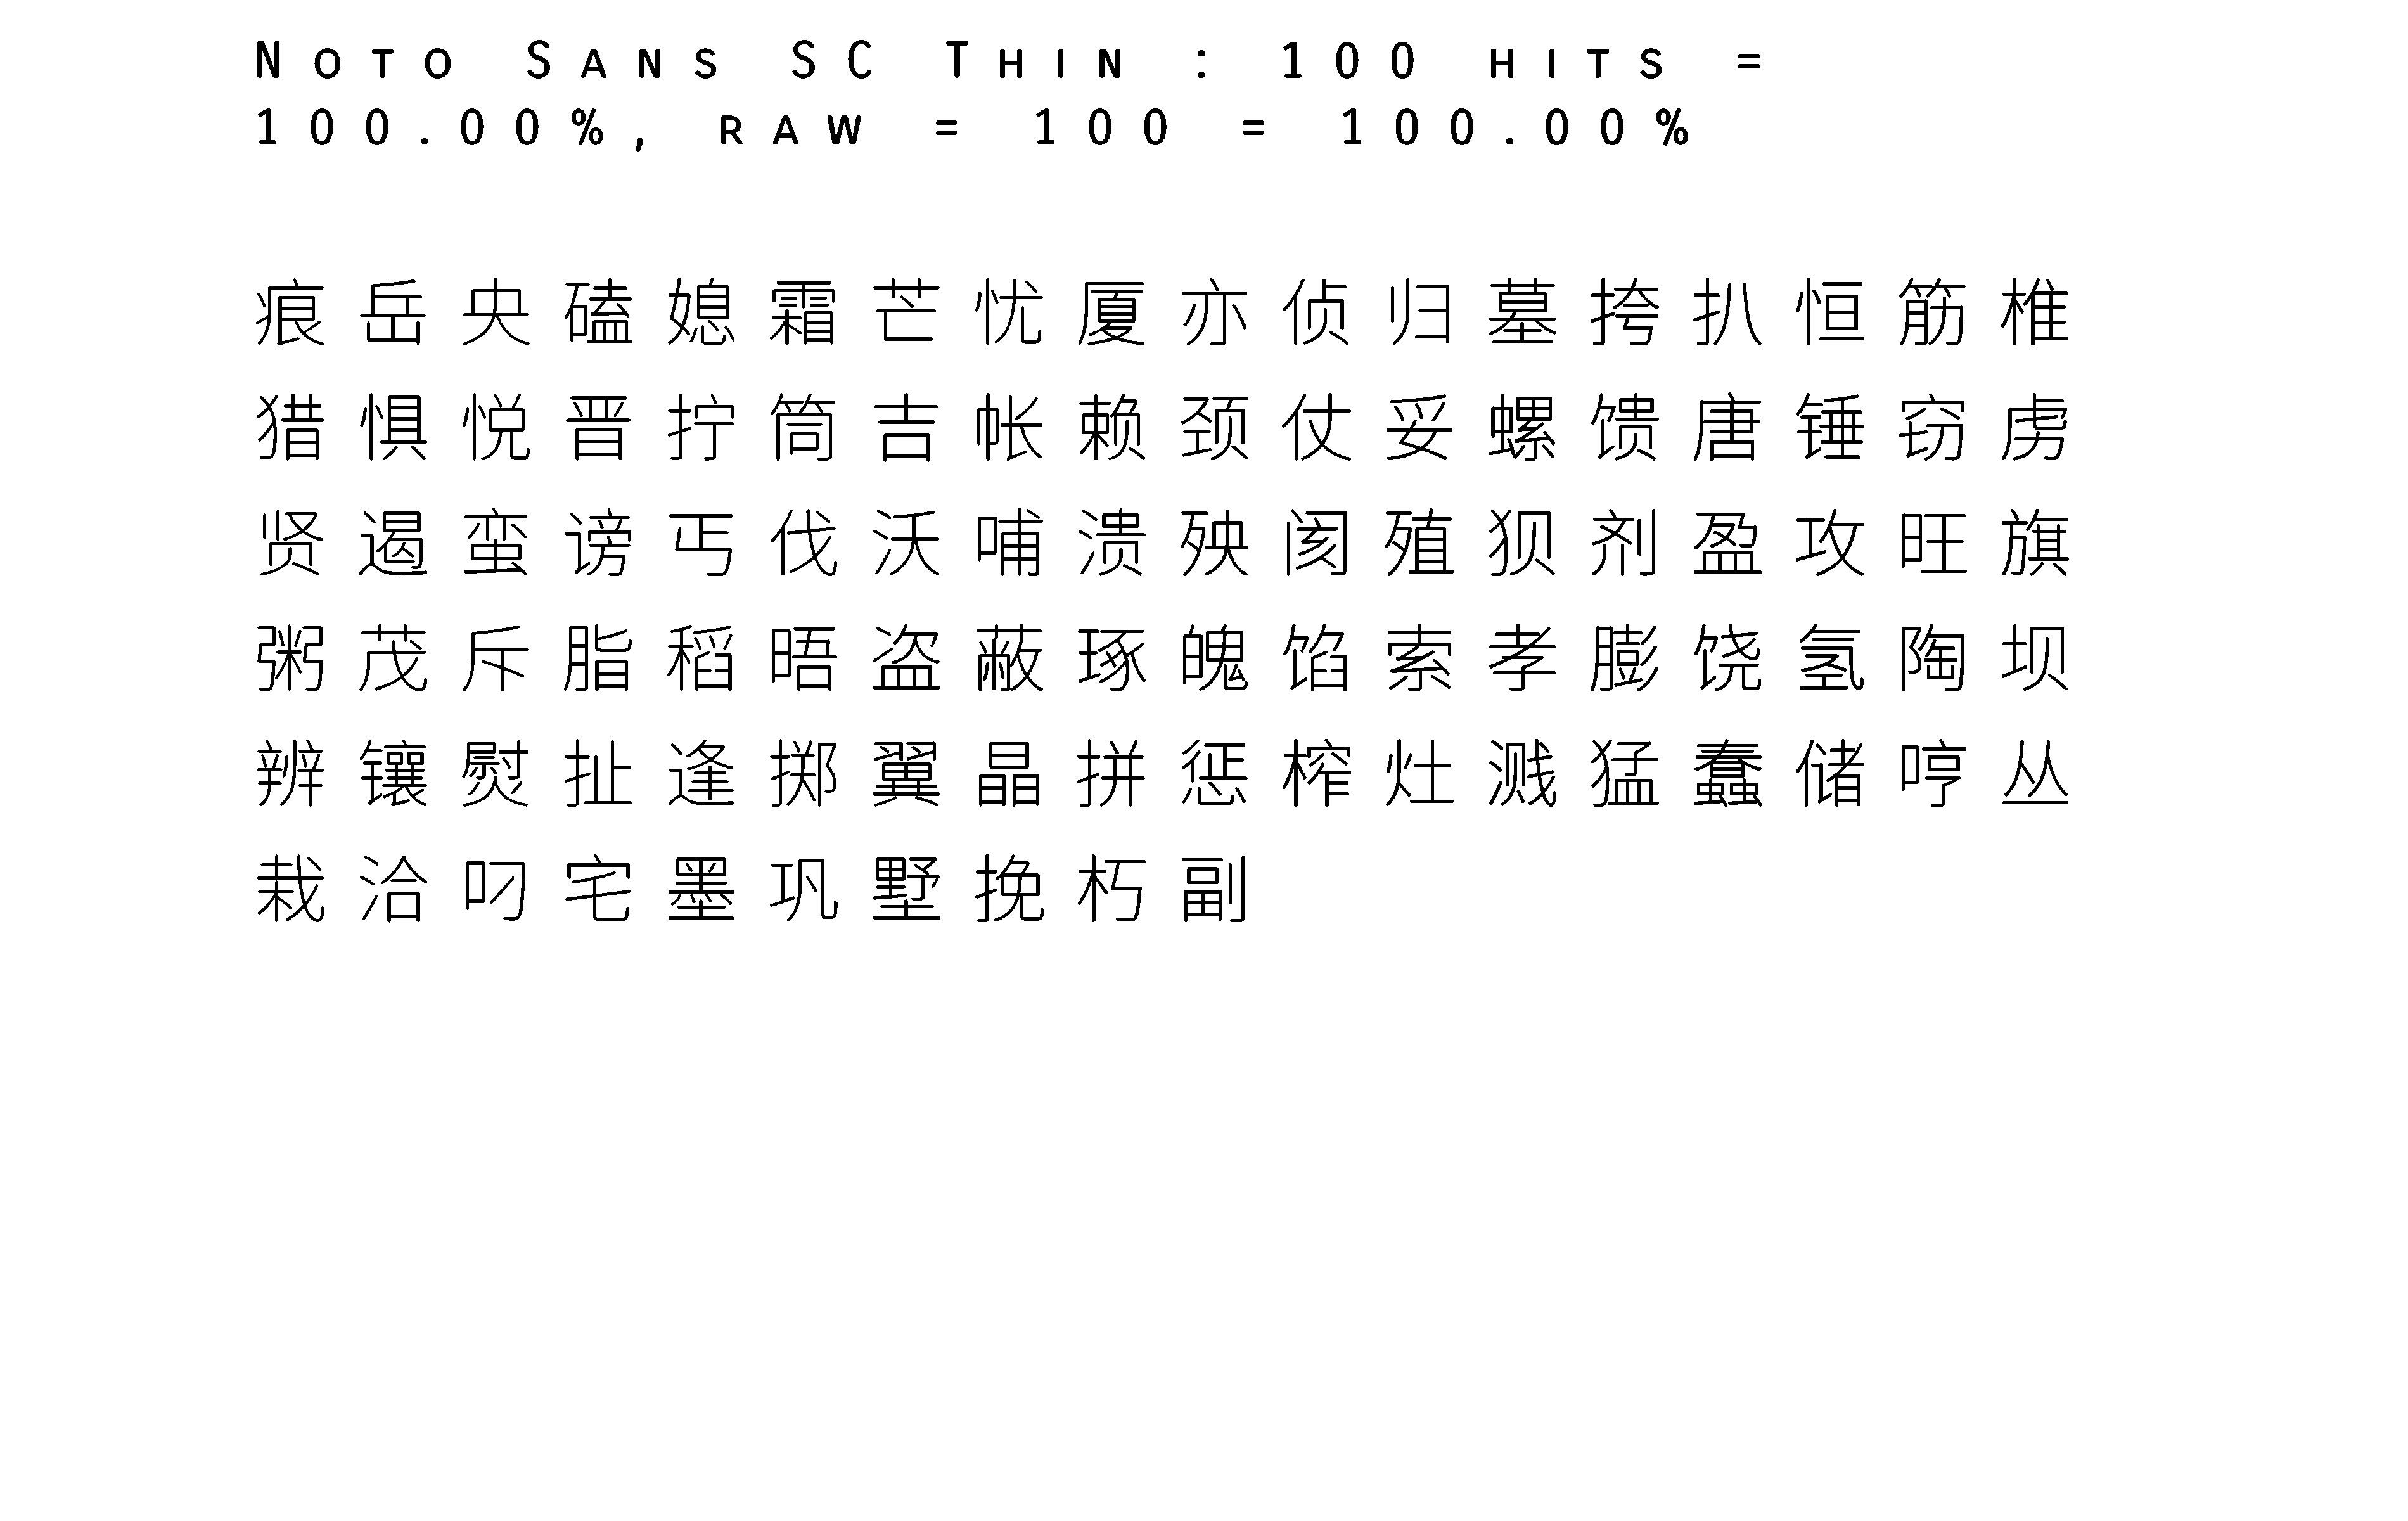 Noto Sans SC Thin : 100 hits =
100.00%, raw = 100 = 100.00%
痕岳央磕媳霜芒忧厦亦侦归墓挎扒恒筋椎
猎惧悦晋拧筒吉帐赖颈仗妥螺馈唐锤窃虏
贤遏蛮谤丐伐沃哺溃殃阂殖狈剂盈攻旺旗
粥茂斥脂稻晤盗蔽琢魄馅索孝膨饶氢陶坝
辨镶熨扯逢掷翼晶拼惩榨灶溅猛蠢储哼丛
栽洽叼宅墨巩墅挽朽副